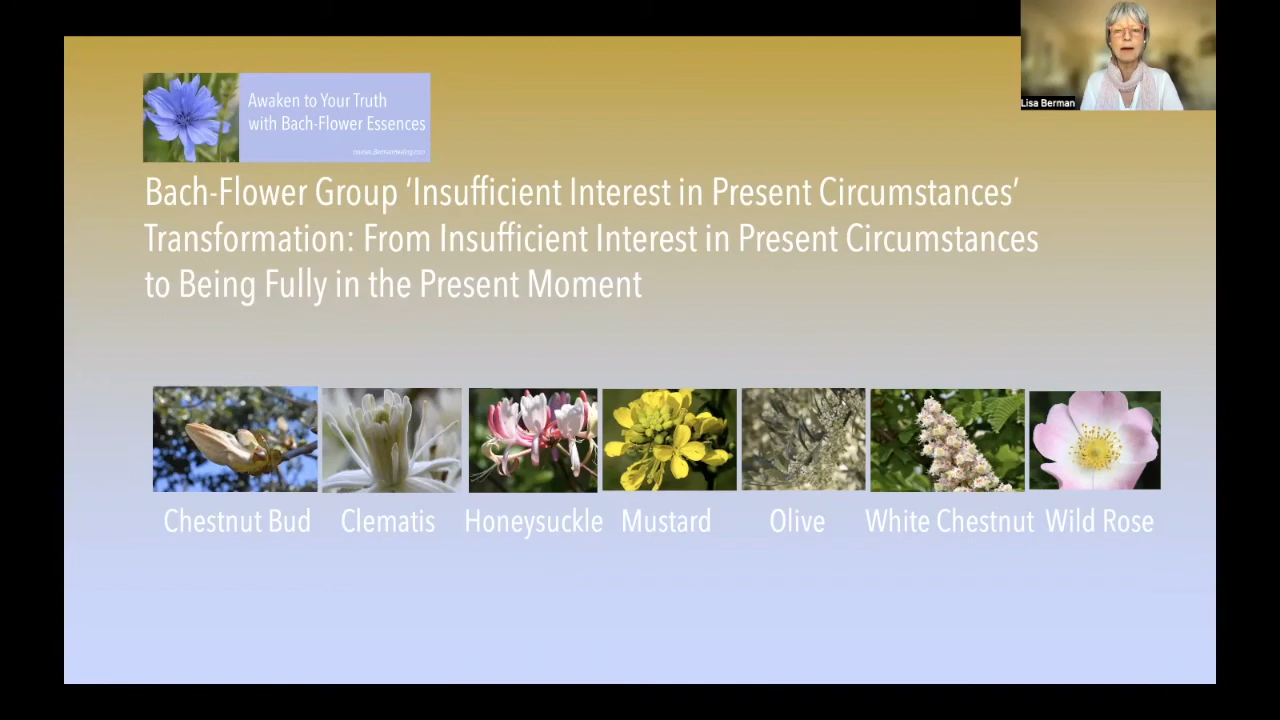 Lisa Berman
Awaken to Your Truth
with Bach-Flower Essences
Bach-Flower Group ‘Insufficient Interest in Present Circumstances’
Transformation: From Insufficient Interest in Present Circumstances
to Being Fully in the Present Moment
Chestnut Bud Clematis Honeysuckle Mustard Olive White Chestnut Wild Rose